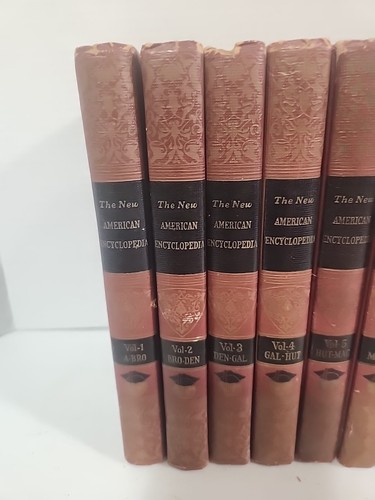 The New
AMERICAN
ENCYCLOPEDIA
Vol-1
A-BRO
The New
AMERICAN
ENCYCLOPEDIA
Vol-2
BRO-DEN
The New
AMERICAN
ENCYCLOPEDIA
Vol-3
DEN-GAL
The New
AMERICAN
ENCYCLOPEDIA
Vol-4
GAL-HUT
The New
AMERICAN
ENCYCLOPEDIA
Vol-5